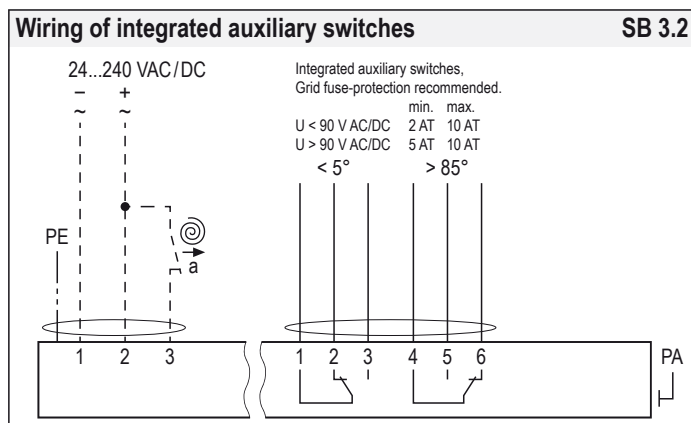 Wiring of integrated auxiliary switches SB 3.2
24...240 VAC/DC
– +
~ ~
Integrated auxiliary switches,
Grid fuse-protection recommended.
min. max.
U < 90 V AC/DC 2 AT 10 AT
U > 90 V AC/DC 5 AT 10 AT
< 5° > 85°
PE
a
1 2 3 1 2 3 4 5 6 PA